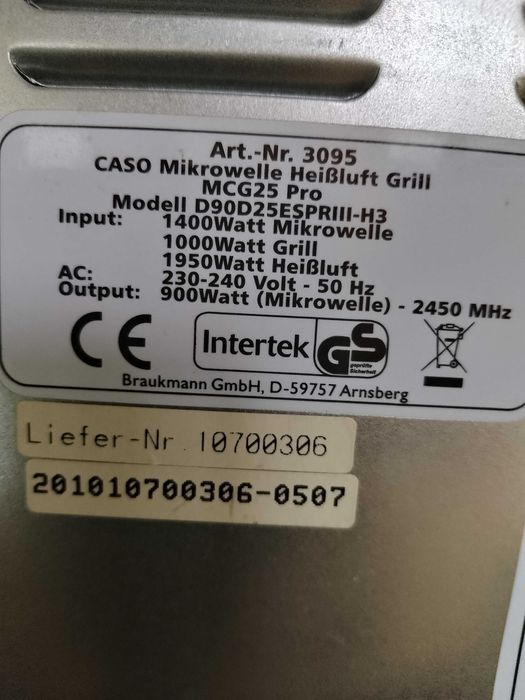 Art.-Nr. 3095
CASO Mikrowelle Heißluft Grill
MCG25 Pro
Modell D90D25ESPRIII-H3
Input: 1400Watt Mikrowelle
1000Watt Grill
1950Watt Heißluft
AC: 230-240 Volt - 50 Hz
Output: 900Watt (Mikrowelle) - 2450 MHz
CE Intertek GS
geprüfte
Sicherheit
Braukmann GmbH, D-59757 Arnsberg
Liefer-Nr. 10700306
201010700306-0507